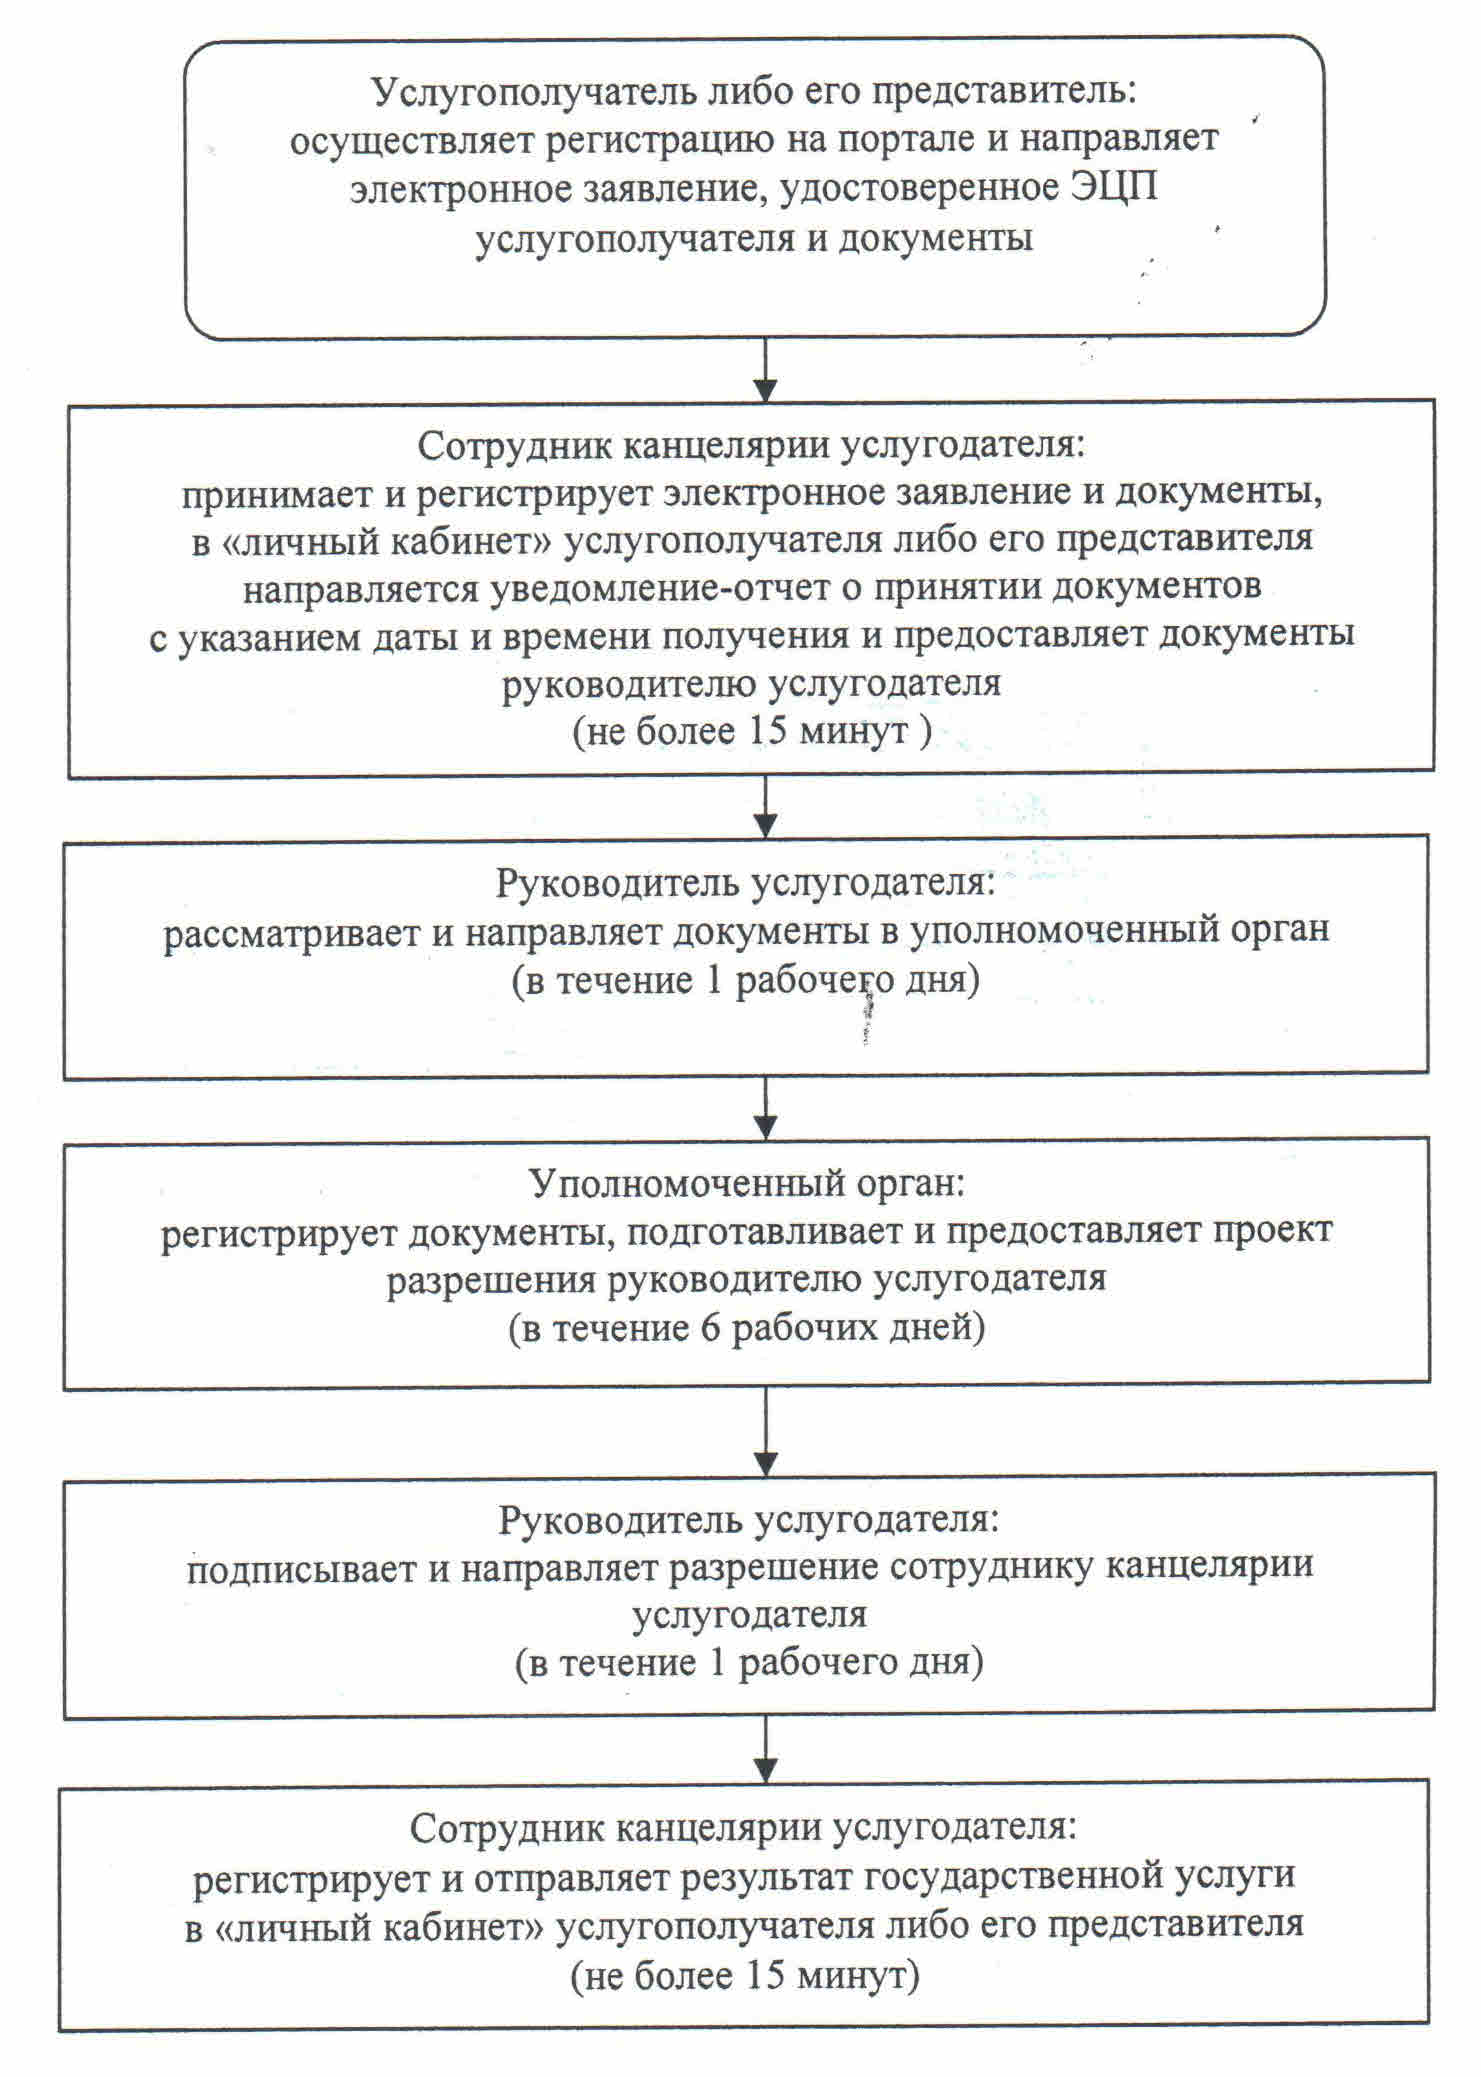 Услугополучатель либо его представитель:
осуществляет регистрацию на портале и направляет
электронное заявление, удостоверенное ЭЦП
услугополучателя и документы
Сотрудник канцелярии услугодателя:
принимает и регистрирует электронное заявление и документы,
в «личный кабинет» услугополучателя либо его представителя
направляется уведомление-отчет о принятии документов
с указанием даты и времени получения и предоставляет документы
руководителю услугодателя
(не более 15 минут )
Руководитель услугодателя:
рассматривает и направляет документы в уполномоченный орган
(в течение 1 рабочего дня)
Уполномоченный орган:
регистрирует документы, подготавливает и предоставляет проект
разрешения руководителю услугодателя
(в течение 6 рабочих дней)
Руководитель услугодателя:
подписывает и направляет разрешение сотруднику канцелярии
услугодателя
(в течение 1 рабочего дня)
Сотрудник канцелярии услугодателя:
регистрирует и отправляет результат государственной услуги
в «личный кабинет» услугополучателя либо его представителя
(не более 15 минут)